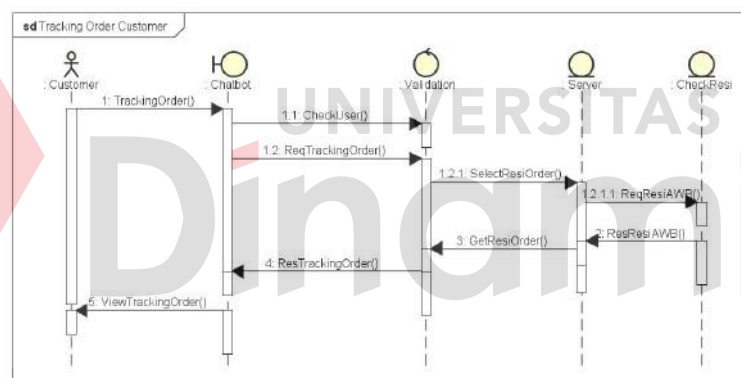 sd Tracking Order Customer
: Customer
: Chatbot
: Validation
: Server
: CheckResi
1: TrackingOrder()
1.1: CheckUser()
UNIVERSITAS
1.2: ReqTrackingOrder()
1.2.1: SelectResiOrder()
1.2.1.1: ReqResiAWB()
2: ResResiAWB()
3: GetResiOrder()
4: ResTrackingOrder()
Dinami
5: ViewTrackingOrder()